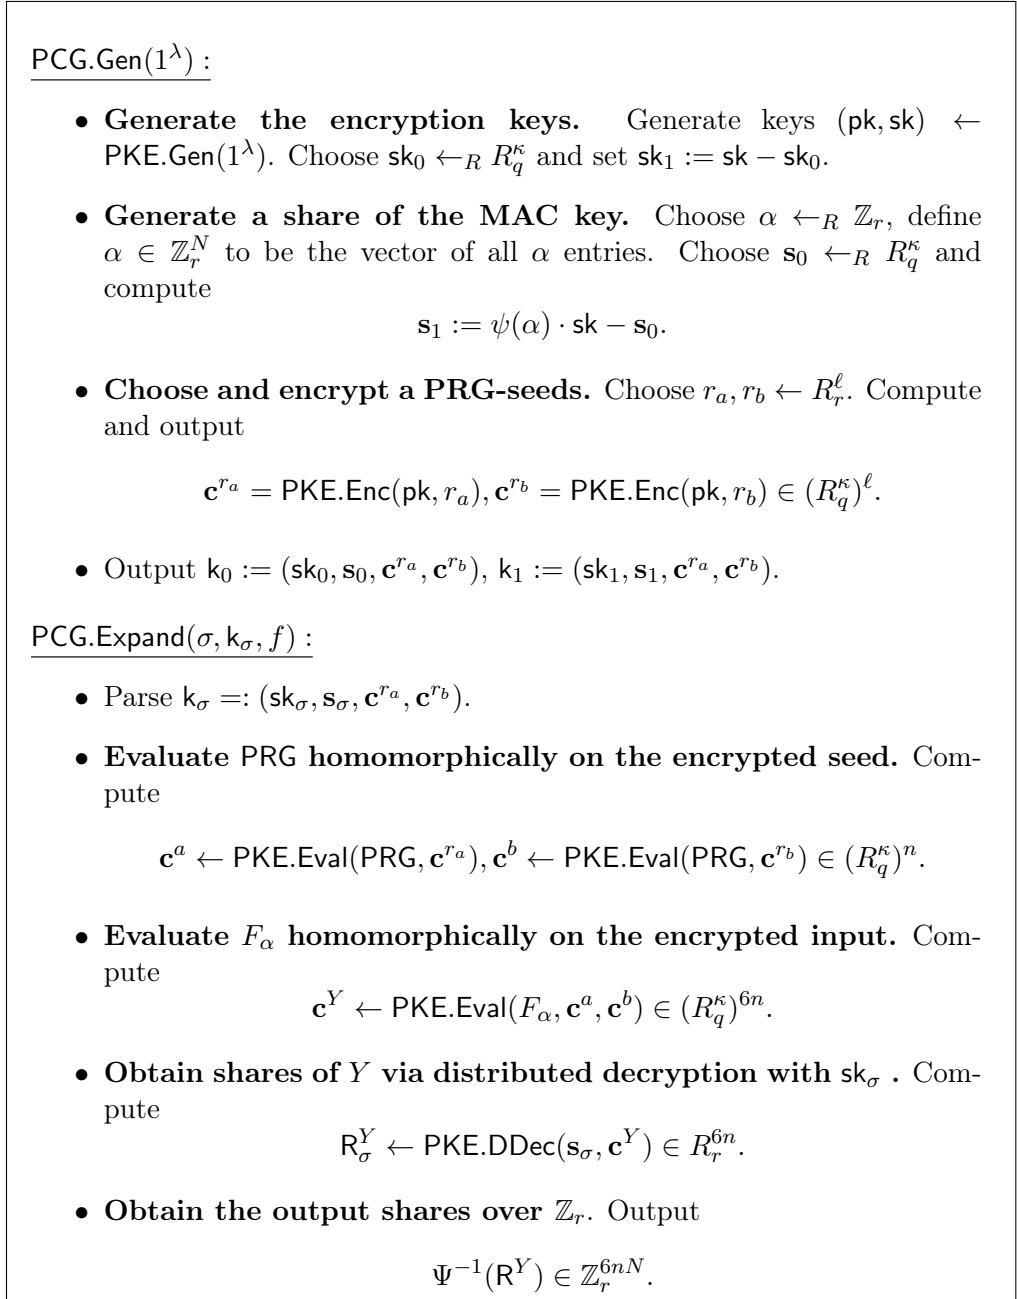 PCG.Gen(1^λ) :
• Generate the encryption keys. Generate keys (pk, sk) ←
PKE.Gen(1^λ). Choose sk_0 ←_R R_q^κ and set sk_1 := sk − sk_0.
• Generate a share of the MAC key. Choose α ←_R ℤ_r, define
α ∈ ℤ_r^N to be the vector of all α entries. Choose s_0 ←_R R_q^κ and
compute
s_1 := ψ(α) · sk − s_0.
• Choose and encrypt a PRG-seeds. Choose r_a, r_b ← R_r^ℓ. Compute
and output
c^{r_a} = PKE.Enc(pk, r_a), c^{r_b} = PKE.Enc(pk, r_b) ∈ (R_q^κ)^ℓ.
• Output k_0 := (sk_0, s_0, c^{r_a}, c^{r_b}), k_1 := (sk_1, s_1, c^{r_a}, c^{r_b}).
PCG.Expand(σ, k_σ, f) :
• Parse k_σ =: (sk_σ, s_σ, c^{r_a}, c^{r_b}).
• Evaluate PRG homomorphically on the encrypted seed. Com-
pute
c^a ← PKE.Eval(PRG, c^{r_a}), c^b ← PKE.Eval(PRG, c^{r_b}) ∈ (R_q^κ)^n.
• Evaluate F_α homomorphically on the encrypted input. Com-
pute
c^Y ← PKE.Eval(F_α, c^a, c^b) ∈ (R_q^κ)^{6n}.
• Obtain shares of Y via distributed decryption with sk_σ . Com-
pute
R_σ^Y ← PKE.DDec(s_σ, c^Y) ∈ R_r^{6n}.
• Obtain the output shares over ℤ_r. Output
Ψ^{−1}(R^Y) ∈ ℤ_r^{6nN}.